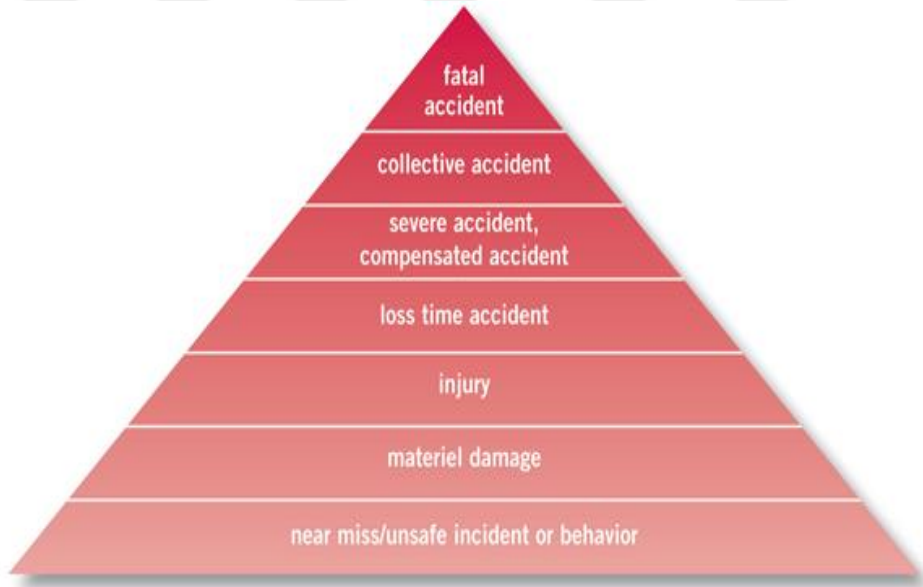 fatal
accident
collective accident
severe accident,
compensated accident
loss time accident
injury
materiel damage
near miss/unsafe incident or behavior